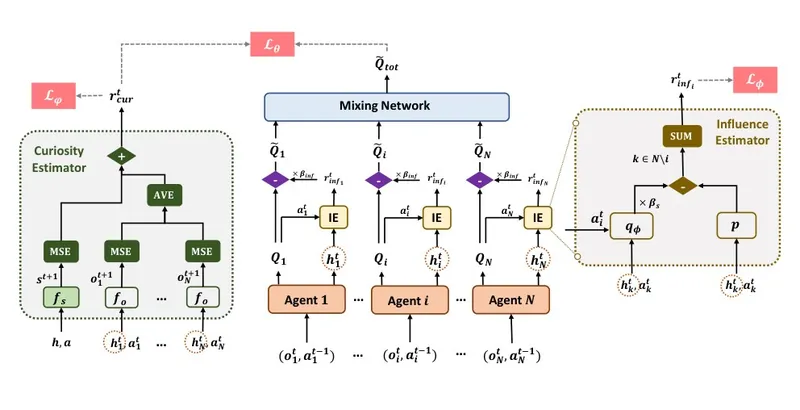 ℒ_θ
ℒ_φ
r^t_cur
Q̃_tot
r^t_inf_i
ℒ_ϕ
Mixing Network
Curiosity
Estimator
+
AVE
MSE
MSE
MSE
s^{t+1}
o_1^{t+1}
o_N^{t+1}
f_s
f_o
...
f_o
h, a
h_1^t, a_1^t
...
h_N^t, a_N^t
Q̃_1
Q̃_i
Q̃_N
-
× β_inf
r^t_inf_1
-
× β_inf
r^t_inf_i
-
× β_inf
r^t_inf_N
a_1^t
IE
a_i^t
IE
a_N^t
IE
Q_1
h_1^t
Q_i
h_i^t
Q_N
h_N^t
Agent 1
...
Agent i
...
Agent N
(o_1^t, a_1^{t-1})
...
(o_i^t, a_i^{t-1})
...
(o_N^t, a_N^{t-1})
Influence
Estimator
SUM
k ∈ N\i
-
× β_s
a_i^t
q_ϕ
p
h_k^t, a_k^t
h_k^t, a_k^t